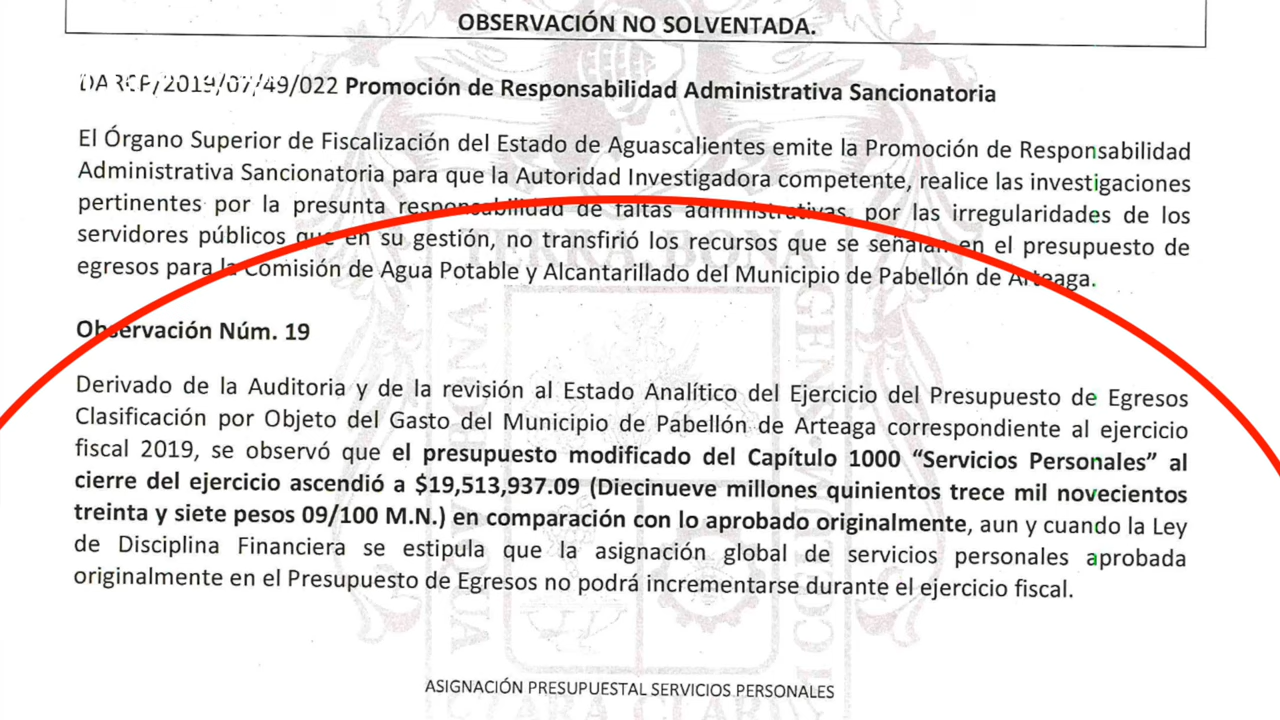 OBSERVACIÓN NO SOLVENTADA.
DARCF/2019/07/49/022 Promoción de Responsabilidad Administrativa Sancionatoria
El Órgano Superior de Fiscalización del Estado de Aguascalientes emite la Promoción de Responsabilidad
Administrativa Sancionatoria para que la Autoridad Investigadora competente, realice las investigaciones
pertinentes por la presunta responsabilidad de faltas administrativas, por las irregularidades de los
servidores públicos que en su gestión, no transfirió los recursos que se señalan en el presupuesto de
egresos para la Comisión de Agua Potable y Alcantarillado del Municipio de Pabellón de Arteaga.
Observación Núm. 19
Derivado de la Auditoria y de la revisión al Estado Analítico del Ejercicio del Presupuesto de Egresos
Clasificación por Objeto del Gasto del Municipio de Pabellón de Arteaga correspondiente al ejercicio
fiscal 2019, se observó que el presupuesto modificado del Capítulo 1000 “Servicios Personales” al
cierre del ejercicio ascendió a $19,513,937.09 (Diecinueve millones quinientos trece mil novecientos
treinta y siete pesos 09/100 M.N.) en comparación con lo aprobado originalmente, aun y cuando la Ley
de Disciplina Financiera se estipula que la asignación global de servicios personales aprobada
originalmente en el Presupuesto de Egresos no podrá incrementarse durante el ejercicio fiscal.
ASIGNACIÓN PRESUPUESTAL SERVICIOS PERSONALES